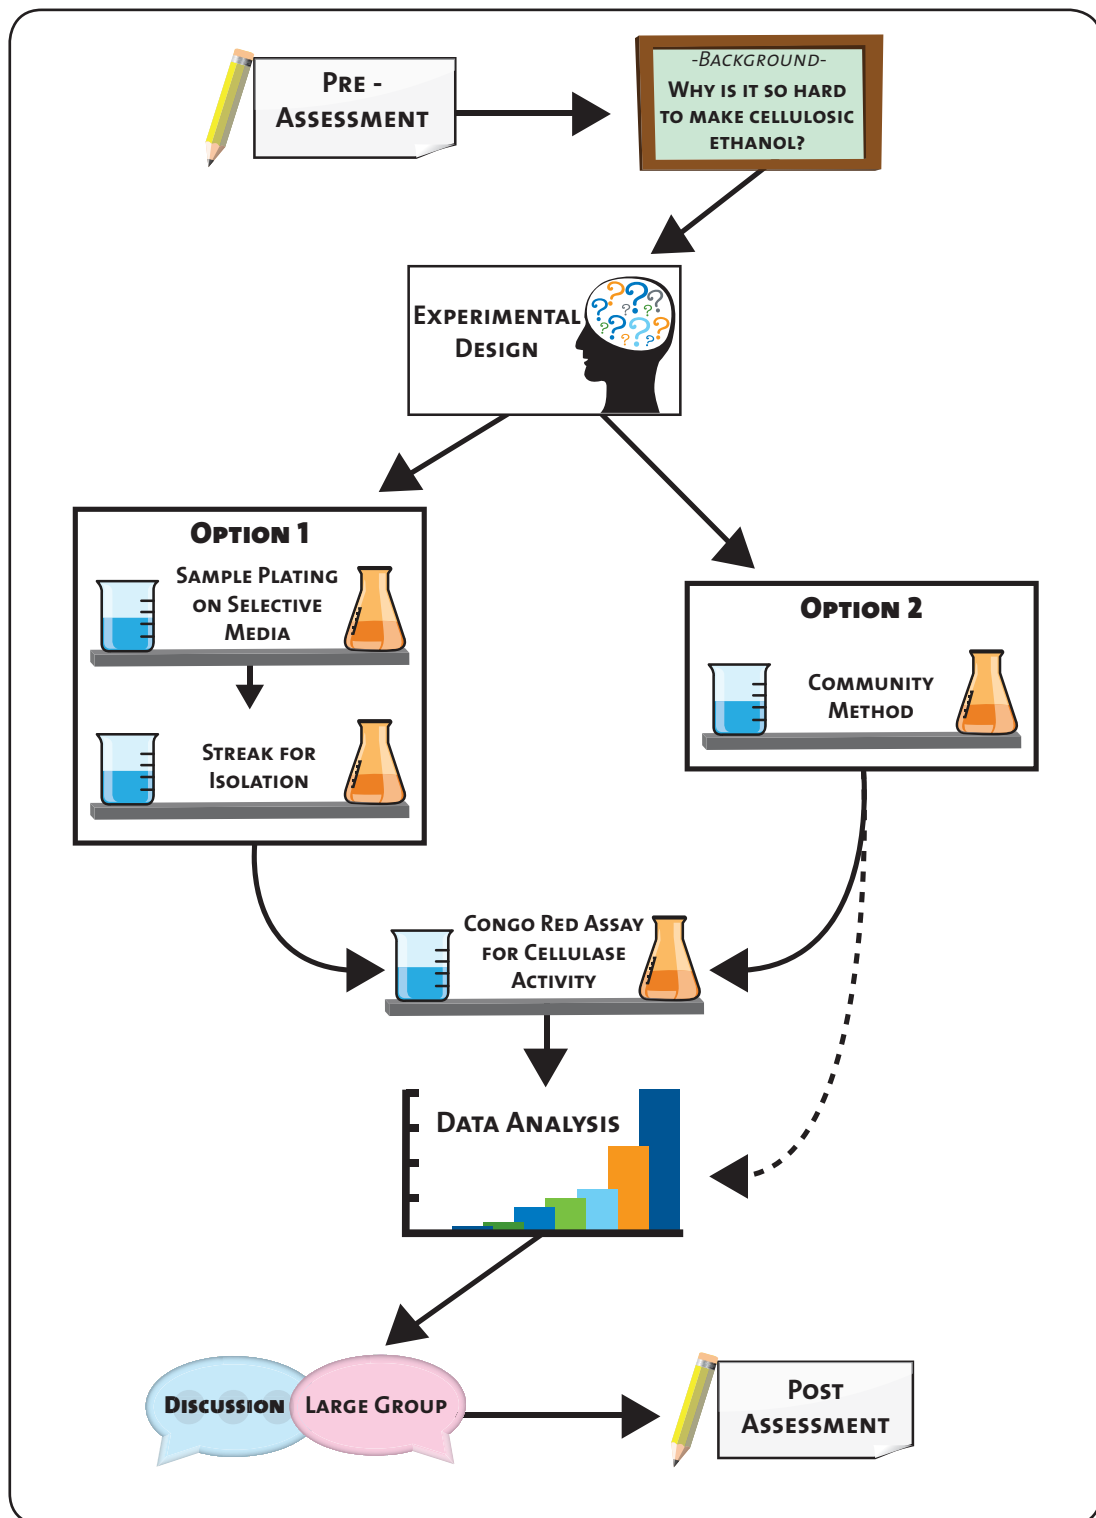 PRE -
ASSESSMENT
-BACKGROUND-
WHY IS IT SO HARD
TO MAKE CELLULOSIC
ETHANOL?
EXPERIMENTAL
DESIGN
OPTION 1
SAMPLE PLATING
ON SELECTIVE
MEDIA
STREAK FOR
ISOLATION
OPTION 2
COMMUNITY
METHOD
CONGO RED ASSAY
FOR CELLULASE
ACTIVITY
DATA ANALYSIS
DISCUSSION
LARGE GROUP
POST
ASSESSMENT